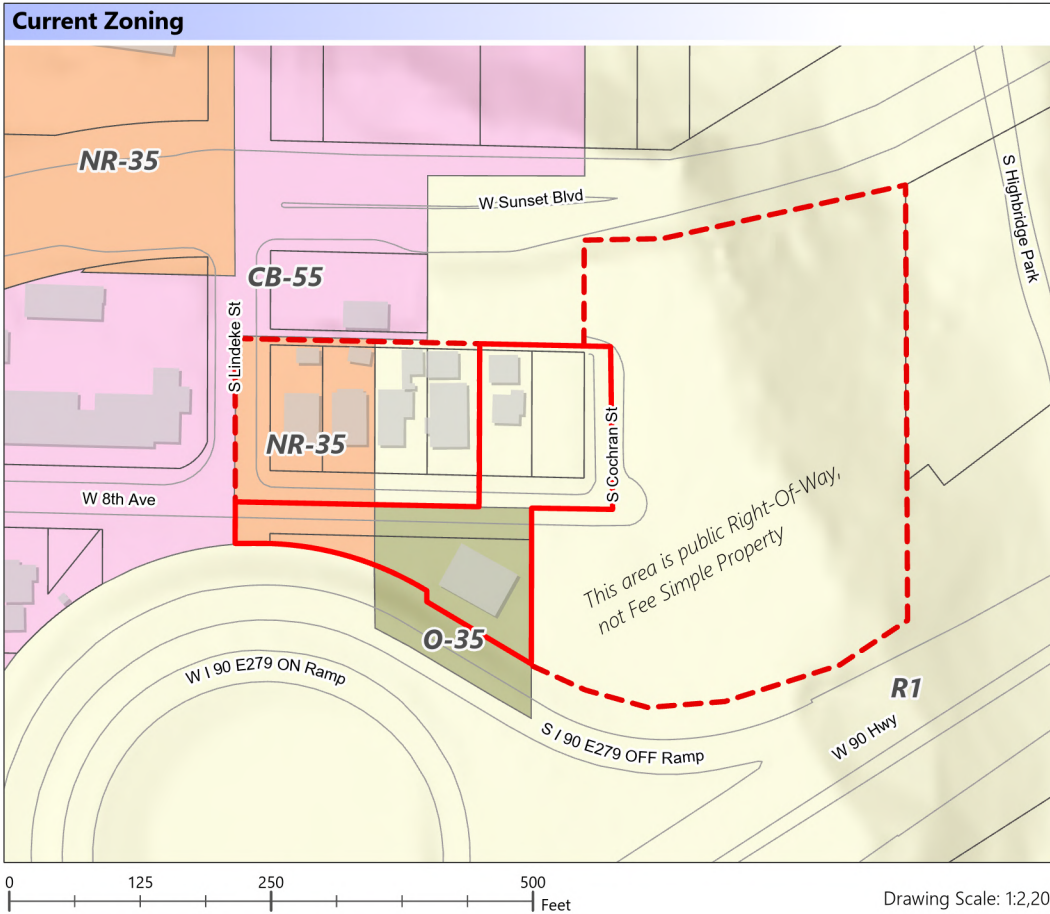 Current Zoning
NR-35
S Highbridge Park
W Sunset Blvd
CB-55
S Lindeke St
NR-35
S Cochran St
W 8th Ave
This area is public Right-Of-Way,
not Fee Simple Property
O-35
W I 90 E279 ON Ramp
R1
S I 90 E279 OFF Ramp
W 90 Hwy
0 125 250 500
Feet
Drawing Scale: 1:2,20